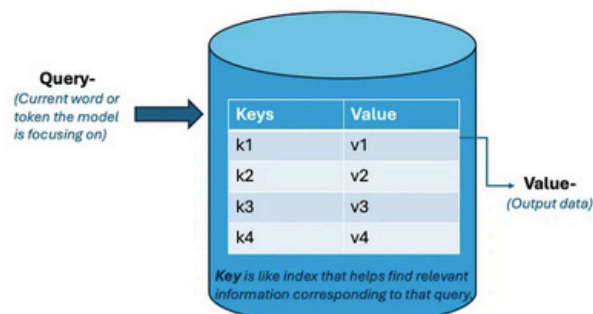 Query-
(Current word or
token the model
is focusing on)
Keys Value
k1 v1
k2 v2
k3 v3
k4 v4
Value-
(Output data)
Key is like index that helps find relevant
information corresponding to that query.